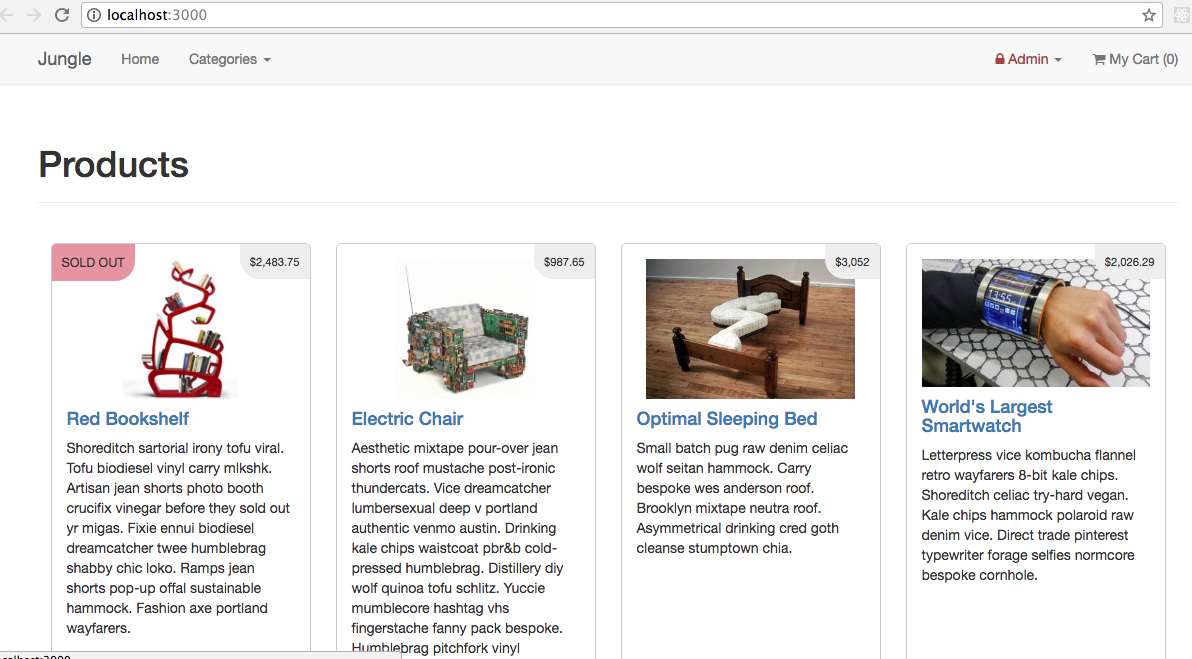 localhost:3000
Jungle Home Categories Admin My Cart (0)
Products
SOLD OUT $2,483.75
Red Bookshelf
Shoreditch sartorial irony tofu viral.
Tofu biodiesel vinyl carry mlkshk.
Artisan jean shorts photo booth
crucifix vinegar before they sold out
yr migas. Fixie ennui biodiesel
dreamcatcher twee humblebrag
shabby chic loko. Ramps jean
shorts pop-up offal sustainable
hammock. Fashion axe portland
wayfarers.
$987.65
Electric Chair
Aesthetic mixtape pour-over jean
shorts roof mustache post-ironic
thundercats. Vice dreamcatcher
lumbersexual deep v portland
authentic venmo austin. Drinking
kale chips waistcoat pbr&b cold-
pressed humblebrag. Distillery diy
wolf quinoa tofu schlitz. Yuccie
mumblecore hashtag vhs
fingerstache fanny pack bespoke.
Humblebrag pitchfork vinyl
$3,052
Optimal Sleeping Bed
Small batch pug raw denim celiac
wolf seitan hammock. Carry
bespoke wes anderson roof.
Brooklyn mixtape neutra roof.
Asymmetrical drinking cred goth
cleanse stumptown chia.
$2,026.29
13:55
World's Largest
Smartwatch
Letterpress vice kombucha flannel
retro wayfarers 8-bit kale chips.
Shoreditch celiac try-hard vegan.
Kale chips hammock polaroid raw
denim vice. Direct trade pinterest
typewriter forage selfies normcore
bespoke cornhole.